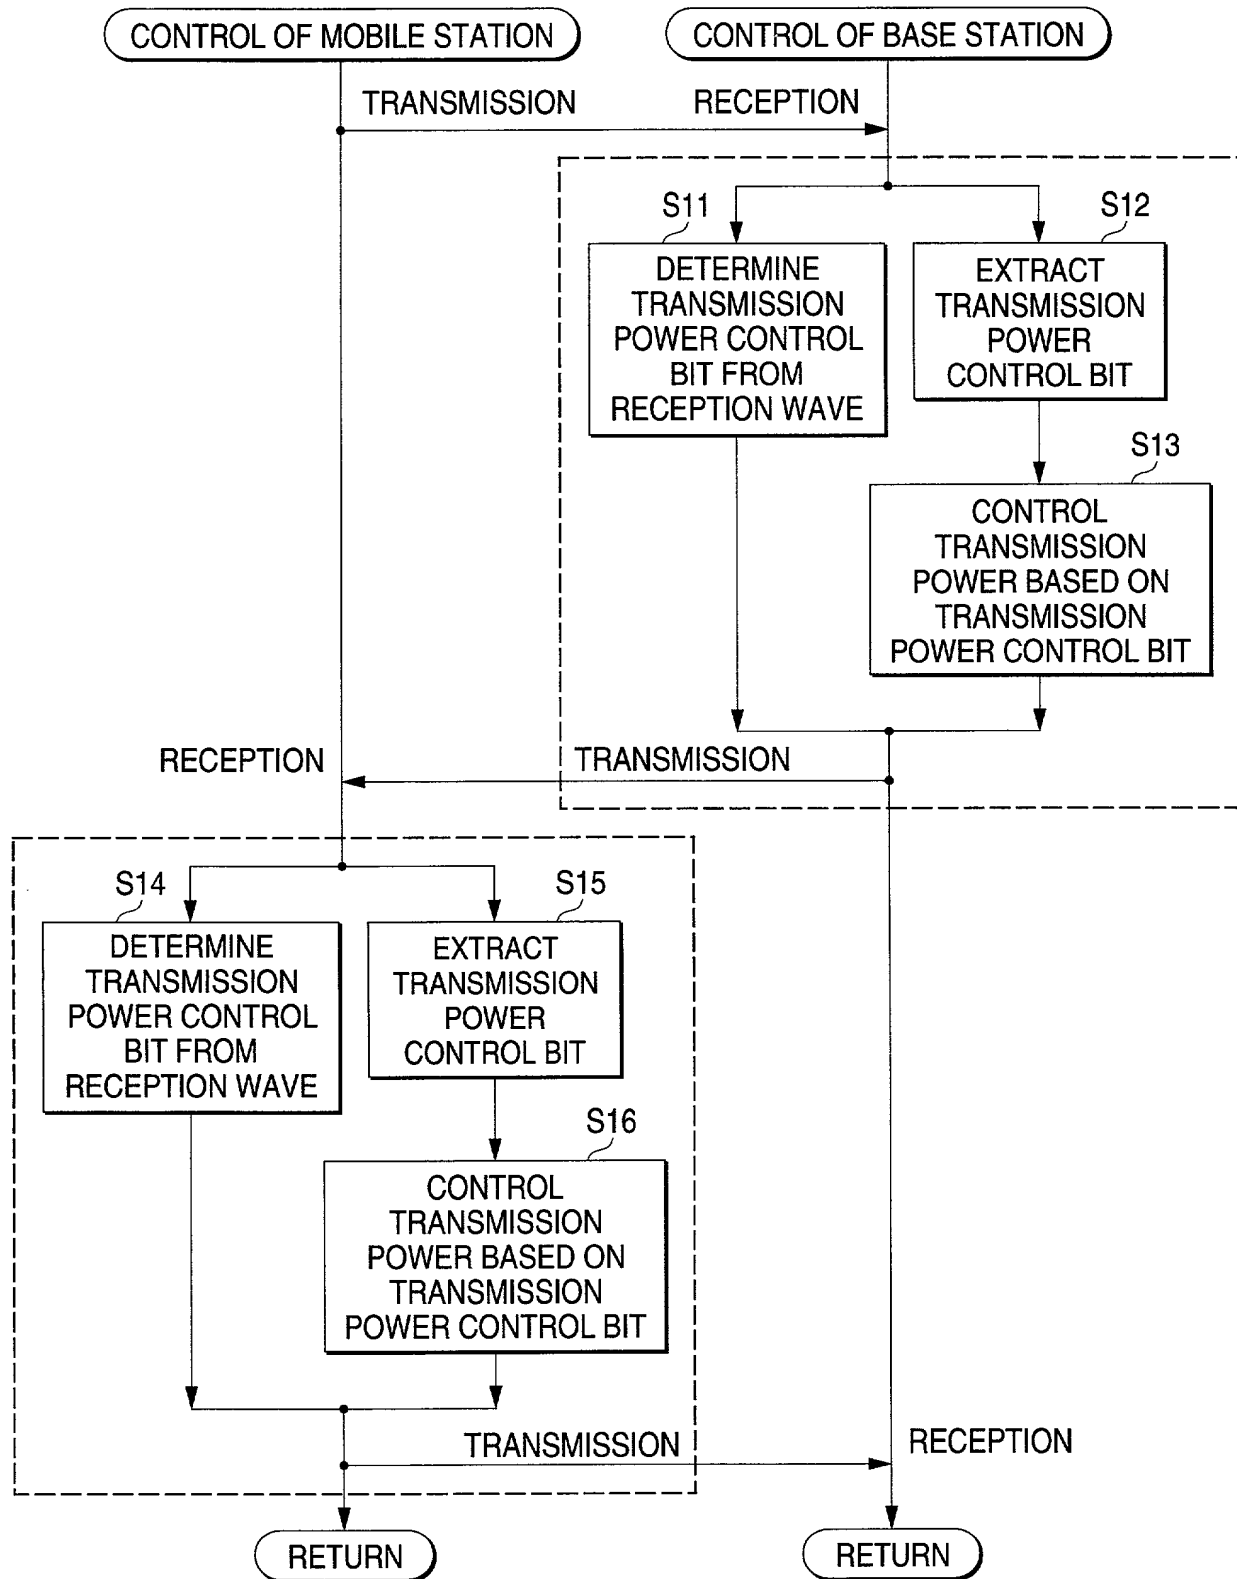 CONTROL OF MOBILE STATION
CONTROL OF BASE STATION
TRANSMISSION
RECEPTION
S11
DETERMINE
TRANSMISSION
POWER CONTROL
BIT FROM
RECEPTION WAVE
S12
EXTRACT
TRANSMISSION
POWER
CONTROL BIT
S13
CONTROL
TRANSMISSION
POWER BASED ON
TRANSMISSION
POWER CONTROL BIT
RECEPTION
TRANSMISSION
S14
DETERMINE
TRANSMISSION
POWER CONTROL
BIT FROM
RECEPTION WAVE
S15
EXTRACT
TRANSMISSION
POWER
CONTROL BIT
S16
CONTROL
TRANSMISSION
POWER BASED ON
TRANSMISSION
POWER CONTROL BIT
TRANSMISSION
RECEPTION
RETURN
RETURN